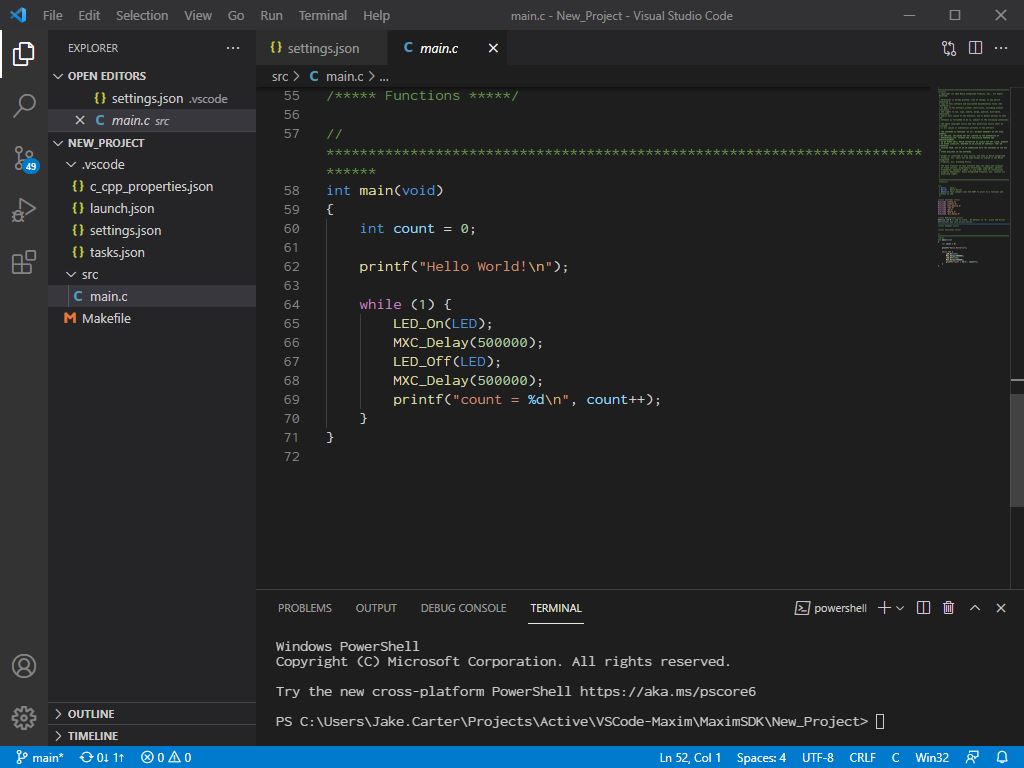 File Edit Selection View Go Run Terminal Help main.c - New_Project - Visual Studio Code
EXPLORER
OPEN EDITORS
settings.json .vscode
main.c src
NEW_PROJECT
.vscode
c_cpp_properties.json
launch.json
settings.json
tasks.json
src
C main.c
M Makefile
OUTLINE
TIMELINE
49
{} settings.json C main.c
src > C main.c > ...
55 /***** Functions *****/
56
57 //
***********************************************************************
******
58 int main(void)
59 {
60 int count = 0;
61
62 printf("Hello World!\n");
63
64 while (1) {
65 LED_On(LED);
66 MXC_Delay(500000);
67 LED_Off(LED);
68 MXC_Delay(500000);
69 printf("count = %d\n", count++);
70 }
71 }
72
PROBLEMS OUTPUT DEBUG CONSOLE TERMINAL powershell
Windows PowerShell
Copyright (C) Microsoft Corporation. All rights reserved.
Try the new cross-platform PowerShell https://aka.ms/pscore6
PS C:\Users\Jake.Carter\Projects\Active\VSCode-Maxim\MaximSDK\New_Project>
main* 0↓ 1↑ 0 0 Ln 52, Col 1 Spaces: 4 UTF-8 CRLF C Win32